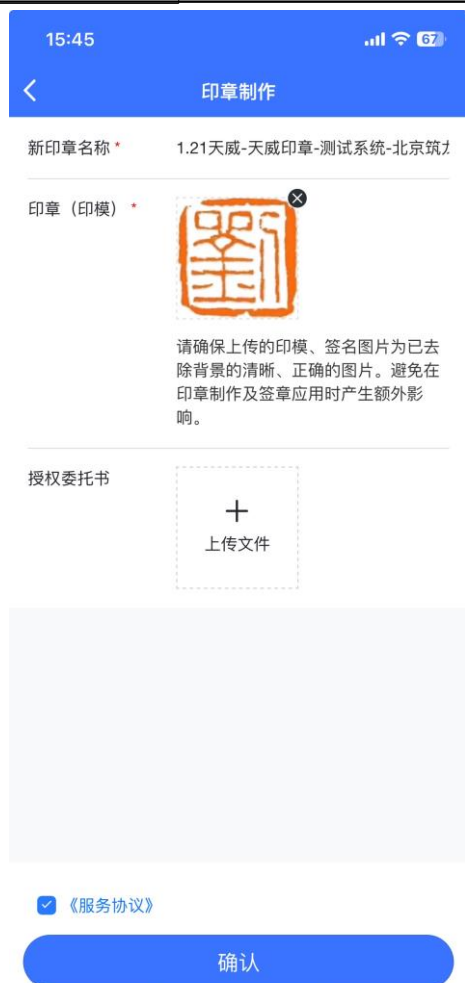 15:45
67
印章制作
新印章名称 *
1.21天威-天威印章-测试系统-北京筑
印章（印模） *
劉
请确保上传的印模、签名图片为已去
除背景的清晰、正确的图片。避免在
印章制作及签章应用时产生额外影
响。
授权委托书
上传文件
《服务协议》
确认